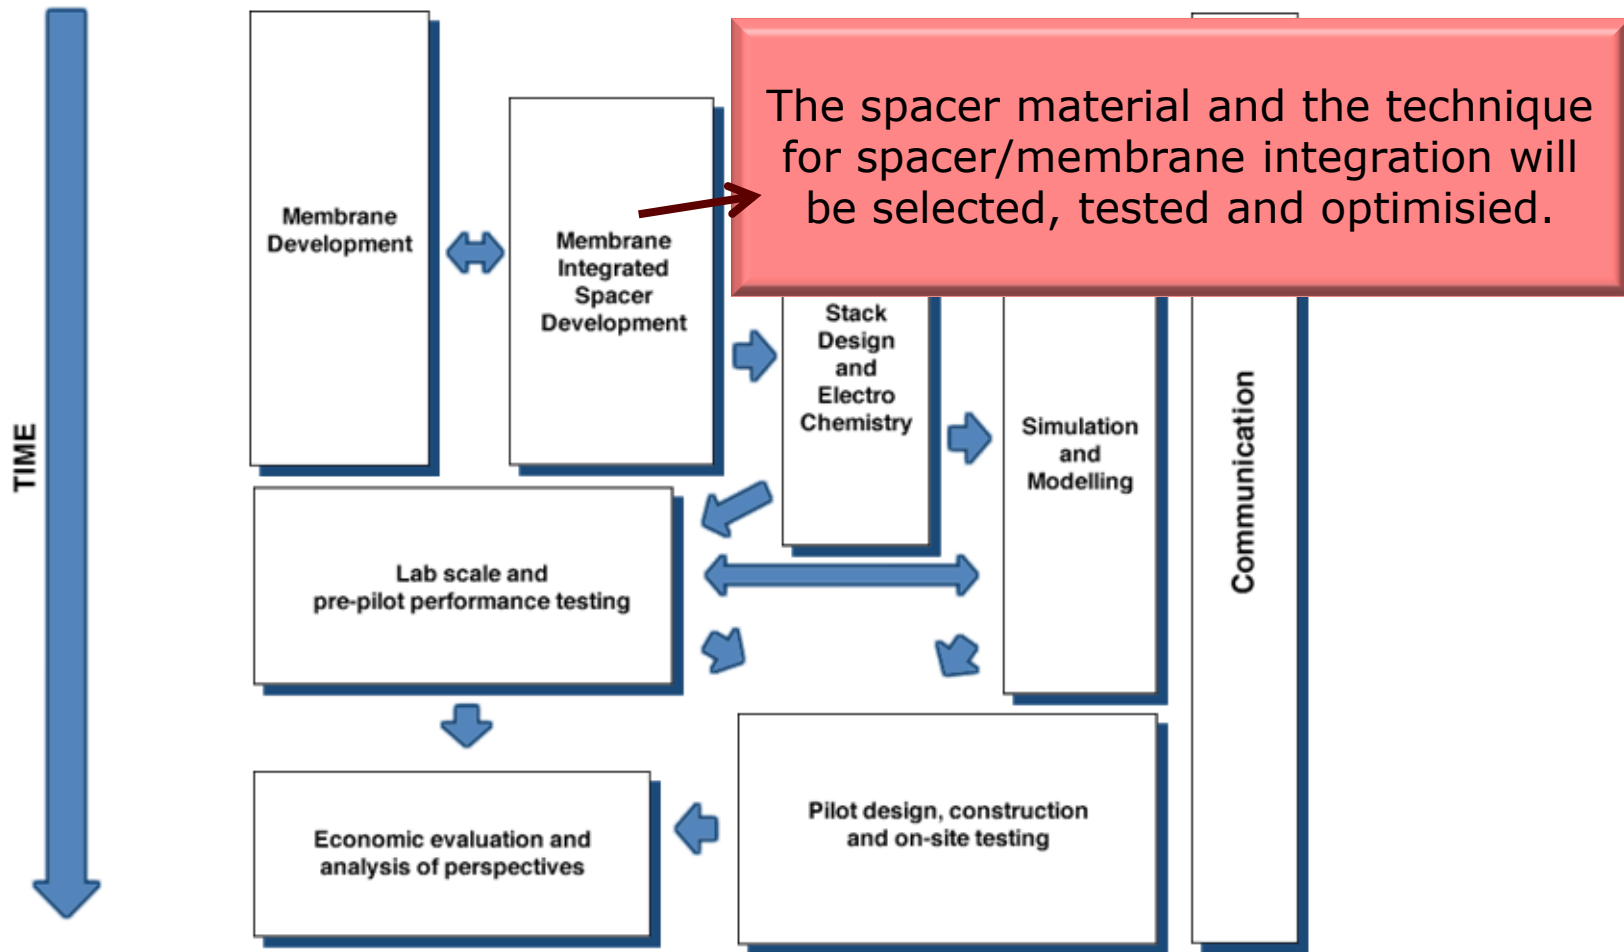 TIME
Membrane
Development
Membrane
Integrated
Spacer
Development
The spacer material and the technique
for spacer/membrane integration will
be selected, tested and optimisied.
Stack
Design
and
Electro
Chemistry
Simulation
and
Modelling
Communication
Lab scale and
pre-pilot performance testing
Economic evaluation and
analysis of perspectives
Pilot design, construction
and on-site testing